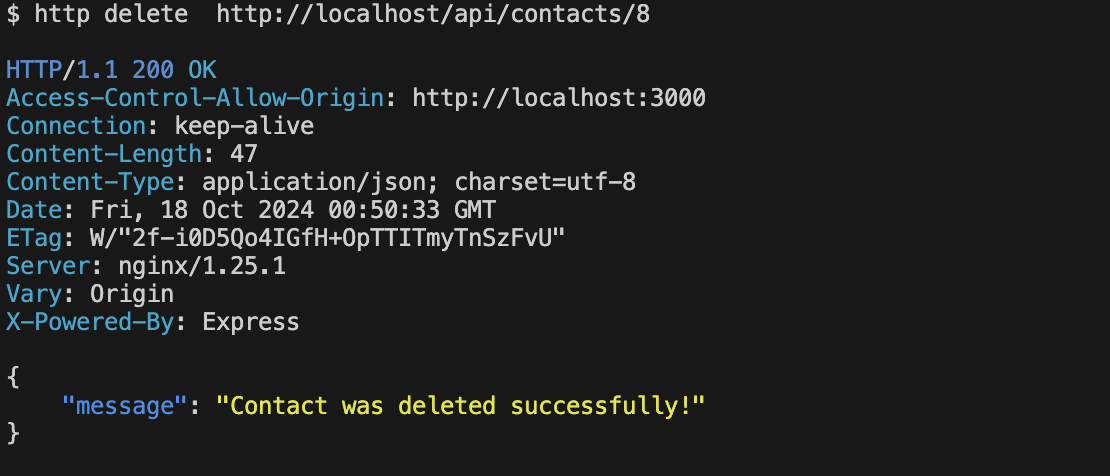 $ http delete  http://localhost/api/contacts/8
HTTP/1.1 200 OK
Access-Control-Allow-Origin: http://localhost:3000
Connection: keep-alive
Content-Length: 47
Content-Type: application/json; charset=utf-8
Date: Fri, 18 Oct 2024 00:50:33 GMT
ETag: W/"2f-i0D5Qo4IGfH+OpTTITmyTnSzFvU"
Server: nginx/1.25.1
Vary: Origin
X-Powered-By: Express
{
    "message": "Contact was deleted successfully!"
}